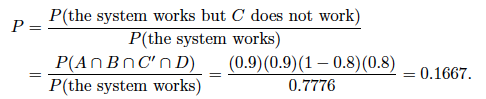 P = P(the system works but C does not work) / P(the system works)
= P(A ∩ B ∩ C′ ∩ D) / P(the system works) = (0.9)(0.9)(1 − 0.8)(0.8) / 0.7776 = 0.1667.